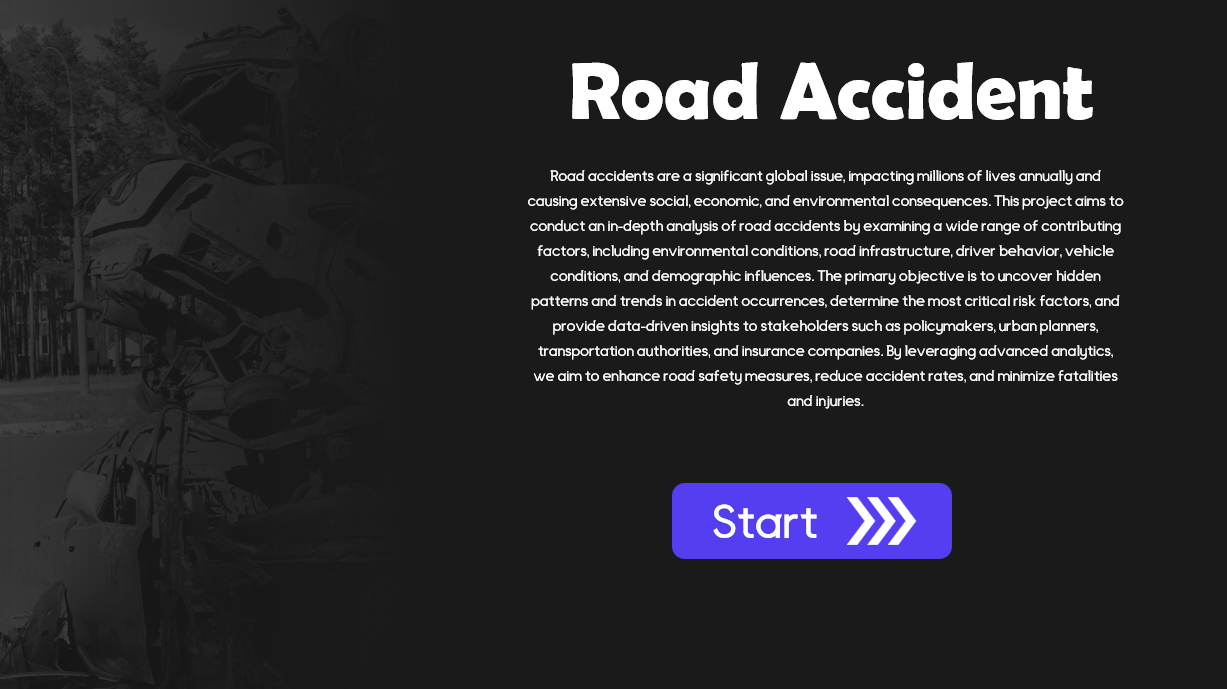 Road Accident
Road accidents are a significant global issue, impacting millions of lives annually and
causing extensive social, economic, and environmental consequences. This project aims to
conduct an in-depth analysis of road accidents by examining a wide range of contributing
factors, including environmental conditions, road infrastructure, driver behavior, vehicle
conditions, and demographic influences. The primary objective is to uncover hidden
patterns and trends in accident occurrences, determine the most critical risk factors, and
provide data-driven insights to stakeholders such as policymakers, urban planners,
transportation authorities, and insurance companies. By leveraging advanced analytics,
we aim to enhance road safety measures, reduce accident rates, and minimize fatalities
and injuries.
Start